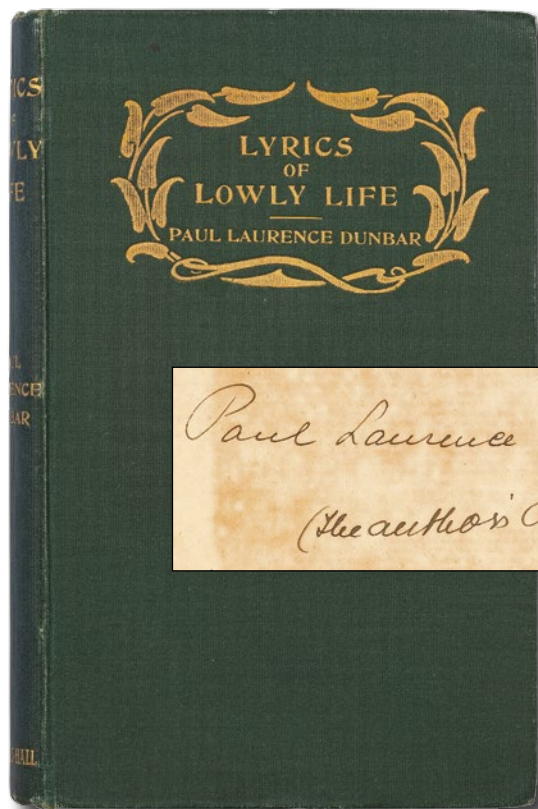 LYRICS
OF
LOWLY LIFE
PAUL LAURENCE DUNBAR
Paul Laurence
(The author's